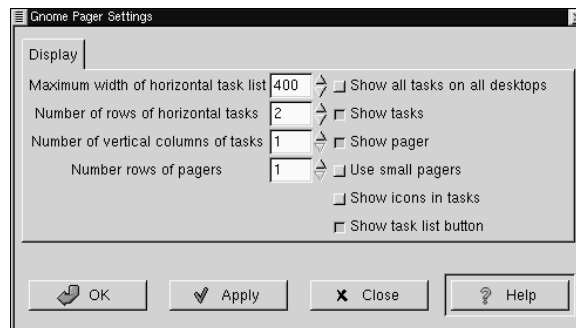 Gnome Pager Settings
Display
Maximum width of horizontal task list 400 Show all tasks on all desktops
Number of rows of horizontal tasks 2 Show tasks
Number of vertical columns of tasks 1 Show pager
Number rows of pagers 1 Use small pagers
Show icons in tasks
Show task list button
OK Apply Close Help